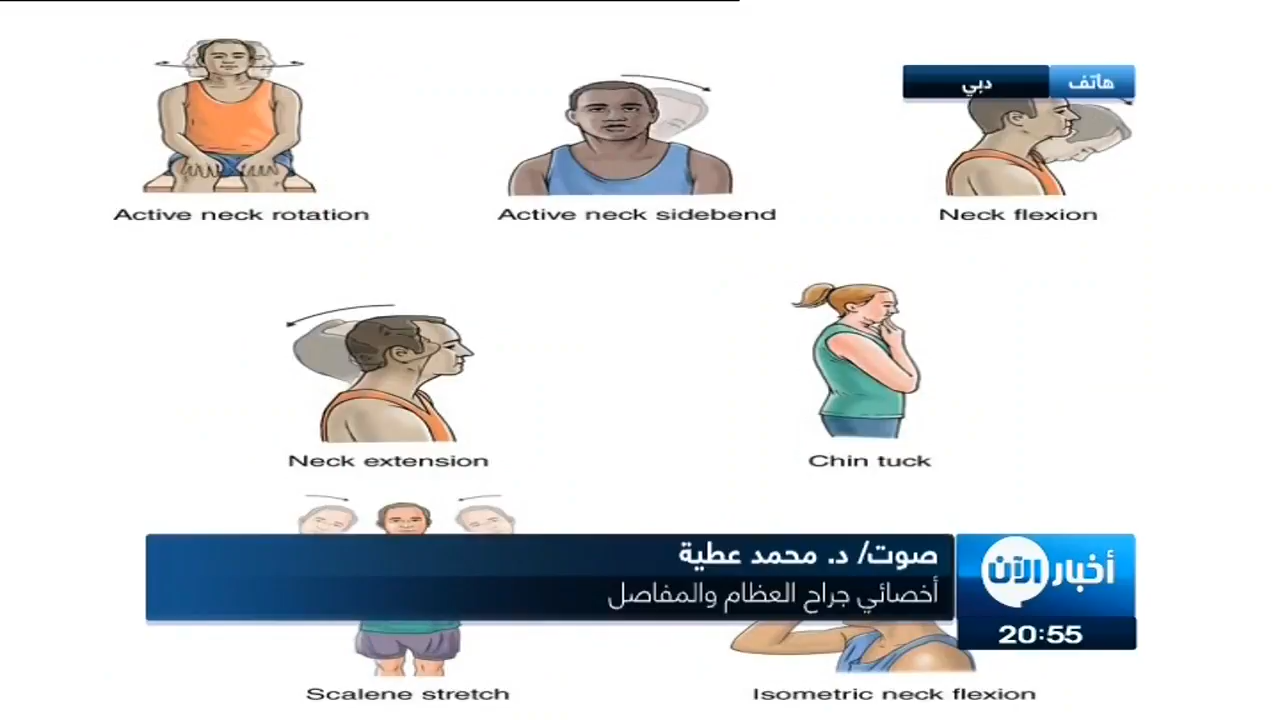 هاتف
دبي
Active neck rotation
Active neck sidebend
Neck flexion
Neck extension
Chin tuck
صوت/ د. محمد عطية
أخصائي جراح العظام والمفاصل
أخبار الآن
20:55
Scalene stretch
Isometric neck flexion